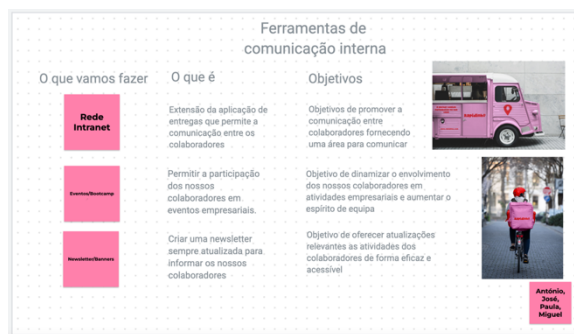 Ferramentas de
comunicação interna
O que vamos fazer
O que é
Objetivos
Rede
Intranet
Extensão da aplicação de
entregas que permite a
comunicação entre os
colaboradores
Objetivos de promover a
comunicação entre
colaboradores fornecendo
uma área para comunicar
Eventos/Bootcamp
Permitir a participação
dos nossos
colaboradores em
eventos empresariais.
Objetivo de dinamizar o envolvimento
dos nossos colaboradores em
atividades empresariais e aumentar o
espírito de equipa
Newsletter/Banners
Criar uma newsletter
sempre atualizada para
informar os nossos
colaboradores
Objetivo de oferecer atualizações
relevantes as atividades dos
colaboradores de forma eficaz e
acessível
António,
José,
Paula,
Miguel